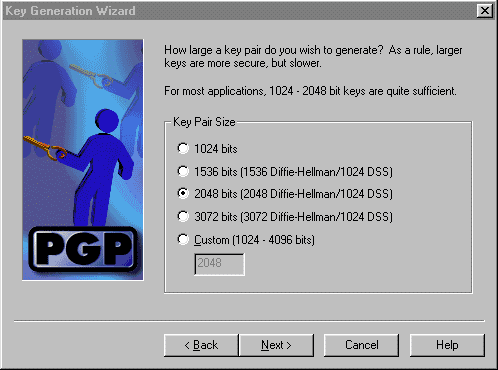 Key Generation Wizard
How large a key pair do you wish to generate? As a rule, larger
keys are more secure, but slower.
For most applications, 1024 - 2048 bit keys are quite sufficient.
Key Pair Size
1024 bits
1536 bits (1536 Diffie-Hellman/1024 DSS)
2048 bits (2048 Diffie-Hellman/1024 DSS)
3072 bits (3072 Diffie-Hellman/1024 DSS)
Custom (1024 - 4096 bits)
2048
PGP
< Back
Next >
Cancel
Help